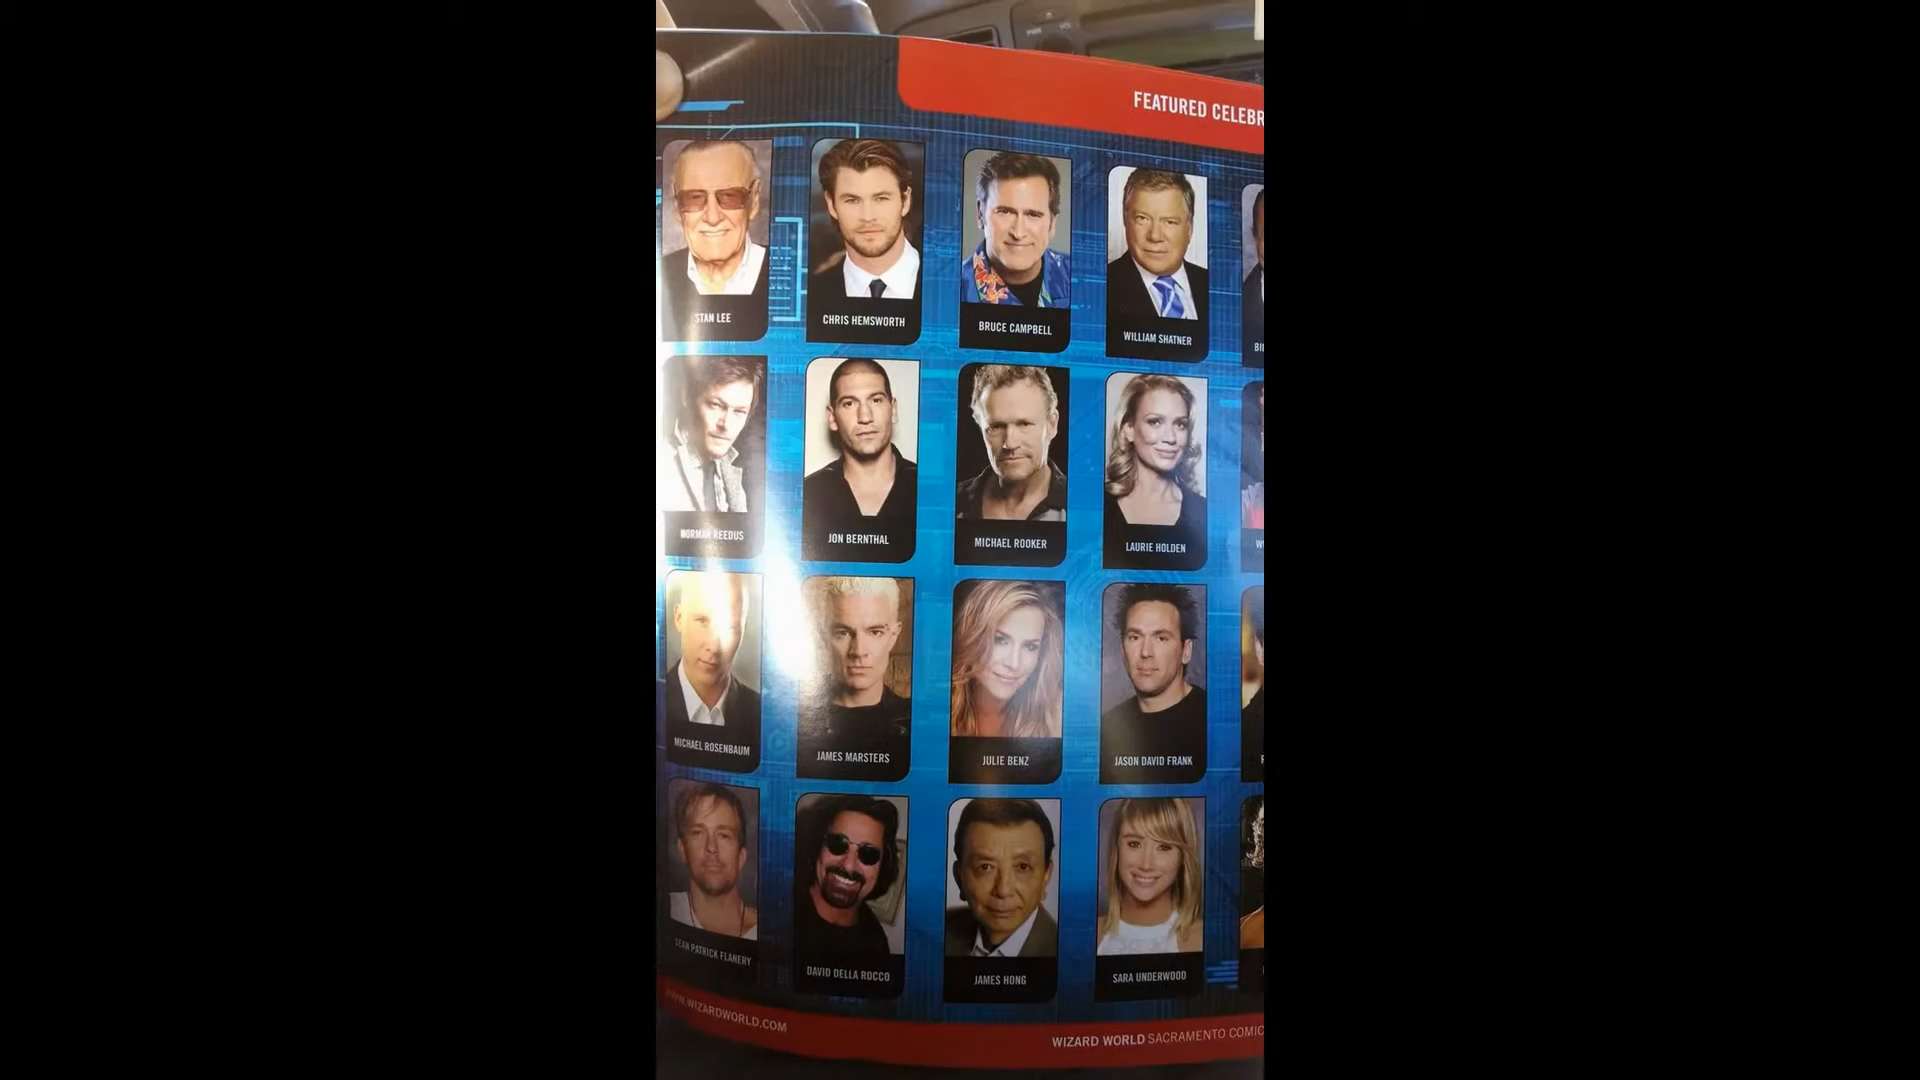 FEATURED CELEBR
STAN LEE
CHRIS HEMSWORTH
BRUCE CAMPBELL
WILLIAM SHATNER
NORMAN REEDUS
JON BERNTHAL
MICHAEL ROOKER
LAURIE HOLDEN
MICHAEL ROSENBAUM
JAMES MARSTERS
JULIE BENZ
JASON DAVID FRANK
SEAN PATRICK FLANERY
DAVID DELLA ROCCO
JAMES HONG
SARA UNDERWOOD
WWW.WIZARDWORLD.COM
WIZARD WORLD SACRAMENTO COMIC